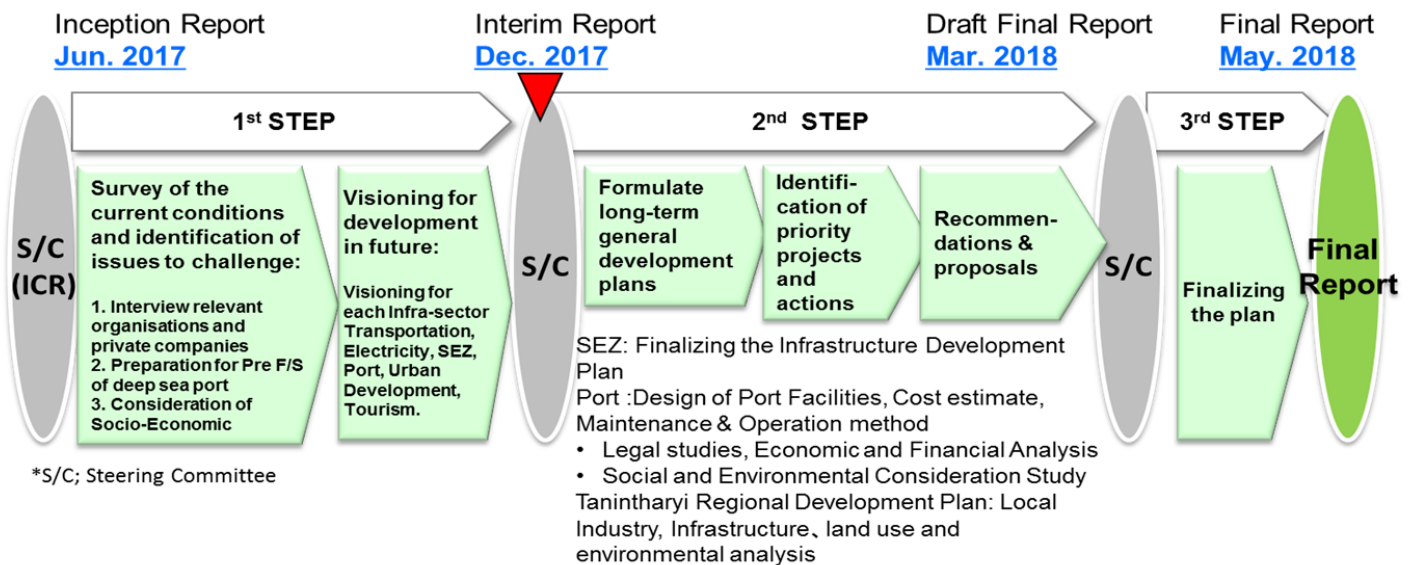 Inception Report
Jun. 2017
Interim Report
Dec. 2017
Draft Final Report
Mar. 2018
Final Report
May. 2018
1st STEP
2nd STEP
3rd STEP
S/C
(ICR)
Survey of the
current conditions
and identification of
issues to challenge:
1. Interview relevant
organisations and
private companies
2. Preparation for Pre F/S
of deep sea port
3. Consideration of
Socio-Economic
Visioning for
development
in future:
Visioning for
each Infra-sector
Transportation,
Electricity, SEZ,
Port, Urban
Development,
Tourism.
S/C
Formulate
long-term
general
development
plans
Identifi-
cation of
priority
projects
and
actions
Recommen-
dations &
proposals
S/C
Finalizing
the plan
Final
Report
SEZ: Finalizing the Infrastructure Development
Plan
Port :Design of Port Facilities, Cost estimate,
Maintenance & Operation method
• Legal studies, Economic and Financial Analysis
• Social and Environmental Consideration Study
Tanintharyi Regional Development Plan: Local
Industry, Infrastructure、land use and
environmental analysis
*S/C; Steering Committee